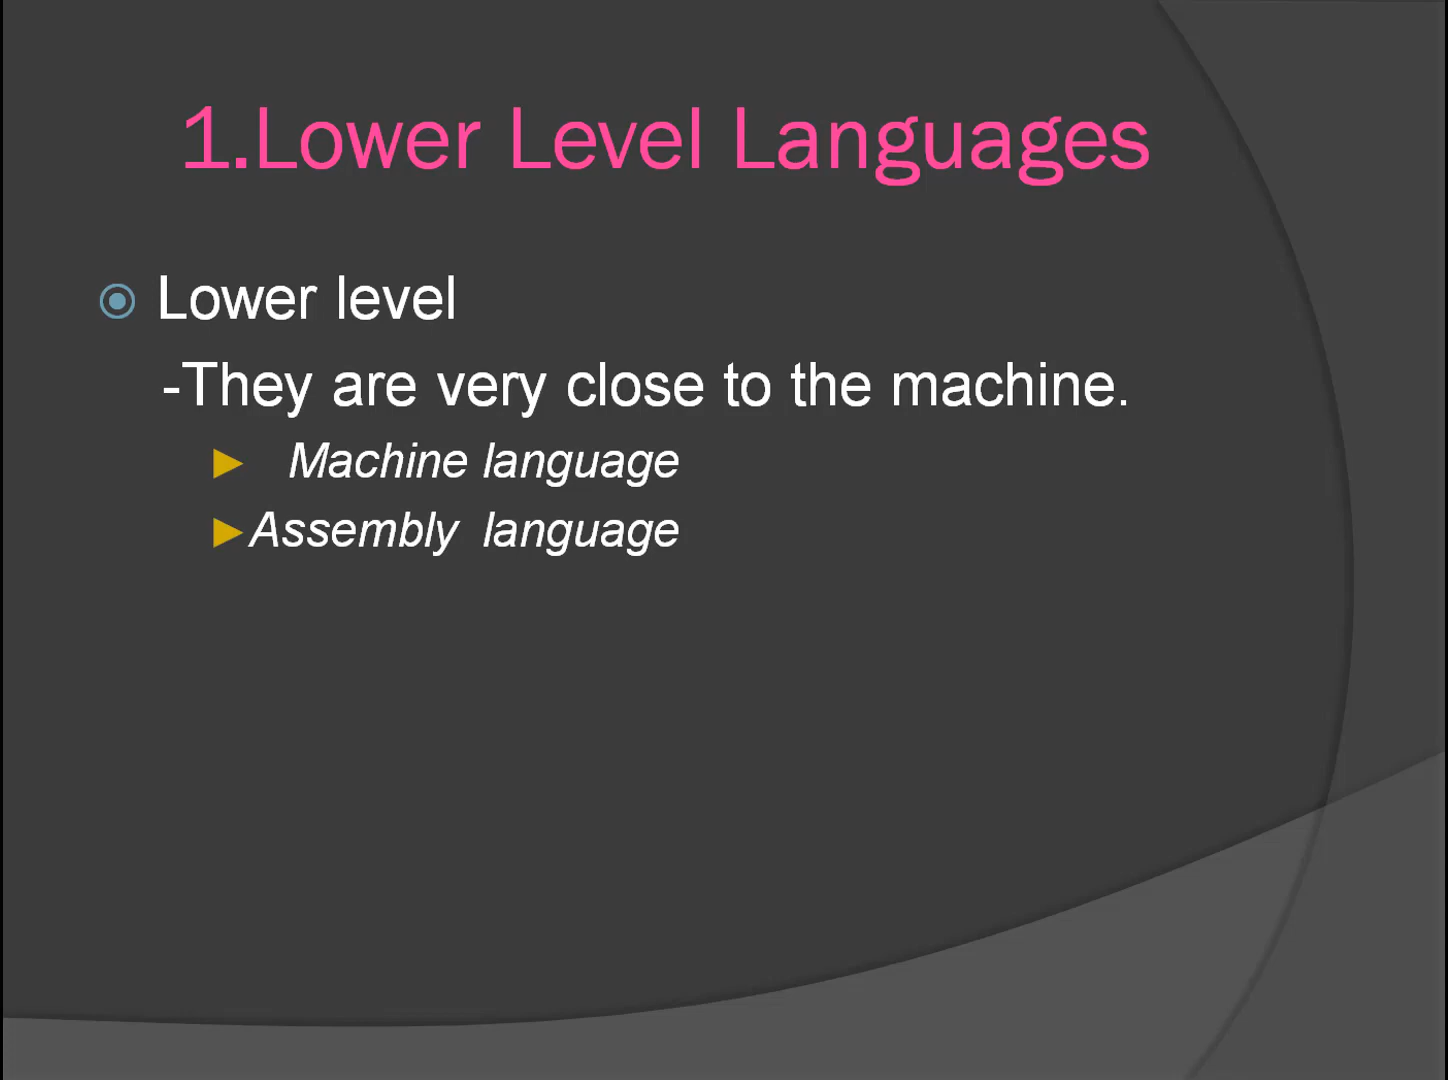 1.Lower Level Languages
Lower level
-They are very close to the machine.
Machine language
Assembly language